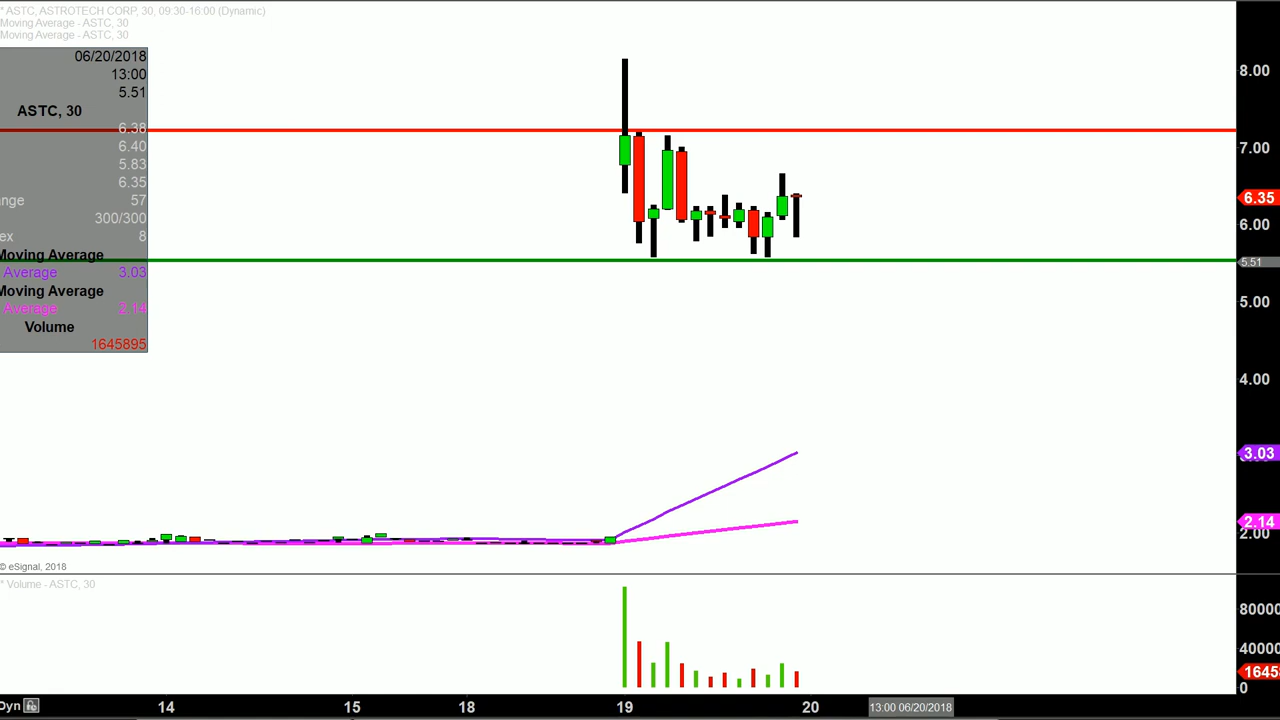 * ASTC, ASTROTECH CORP, 30, 09:30-16:00 (Dynamic)
Moving Average - ASTC, 30
Moving Average - ASTC, 30
06/20/2018
13:00
5.51
ASTC, 30
6.38
6.40
5.83
6.35
ange 57
300/300
ex 8
Moving Average
Average 3.03
Moving Average
Average 2.14
Volume
1645895
8.00
7.00
6.35
6.00
5.51
5.00
4.00
3.03
2.14
2.00
© eSignal, 2018
* Volume - ASTC, 30
80000
40000
1645
0
Dyn
14 15 18 19 20 13:00 06/20/2018